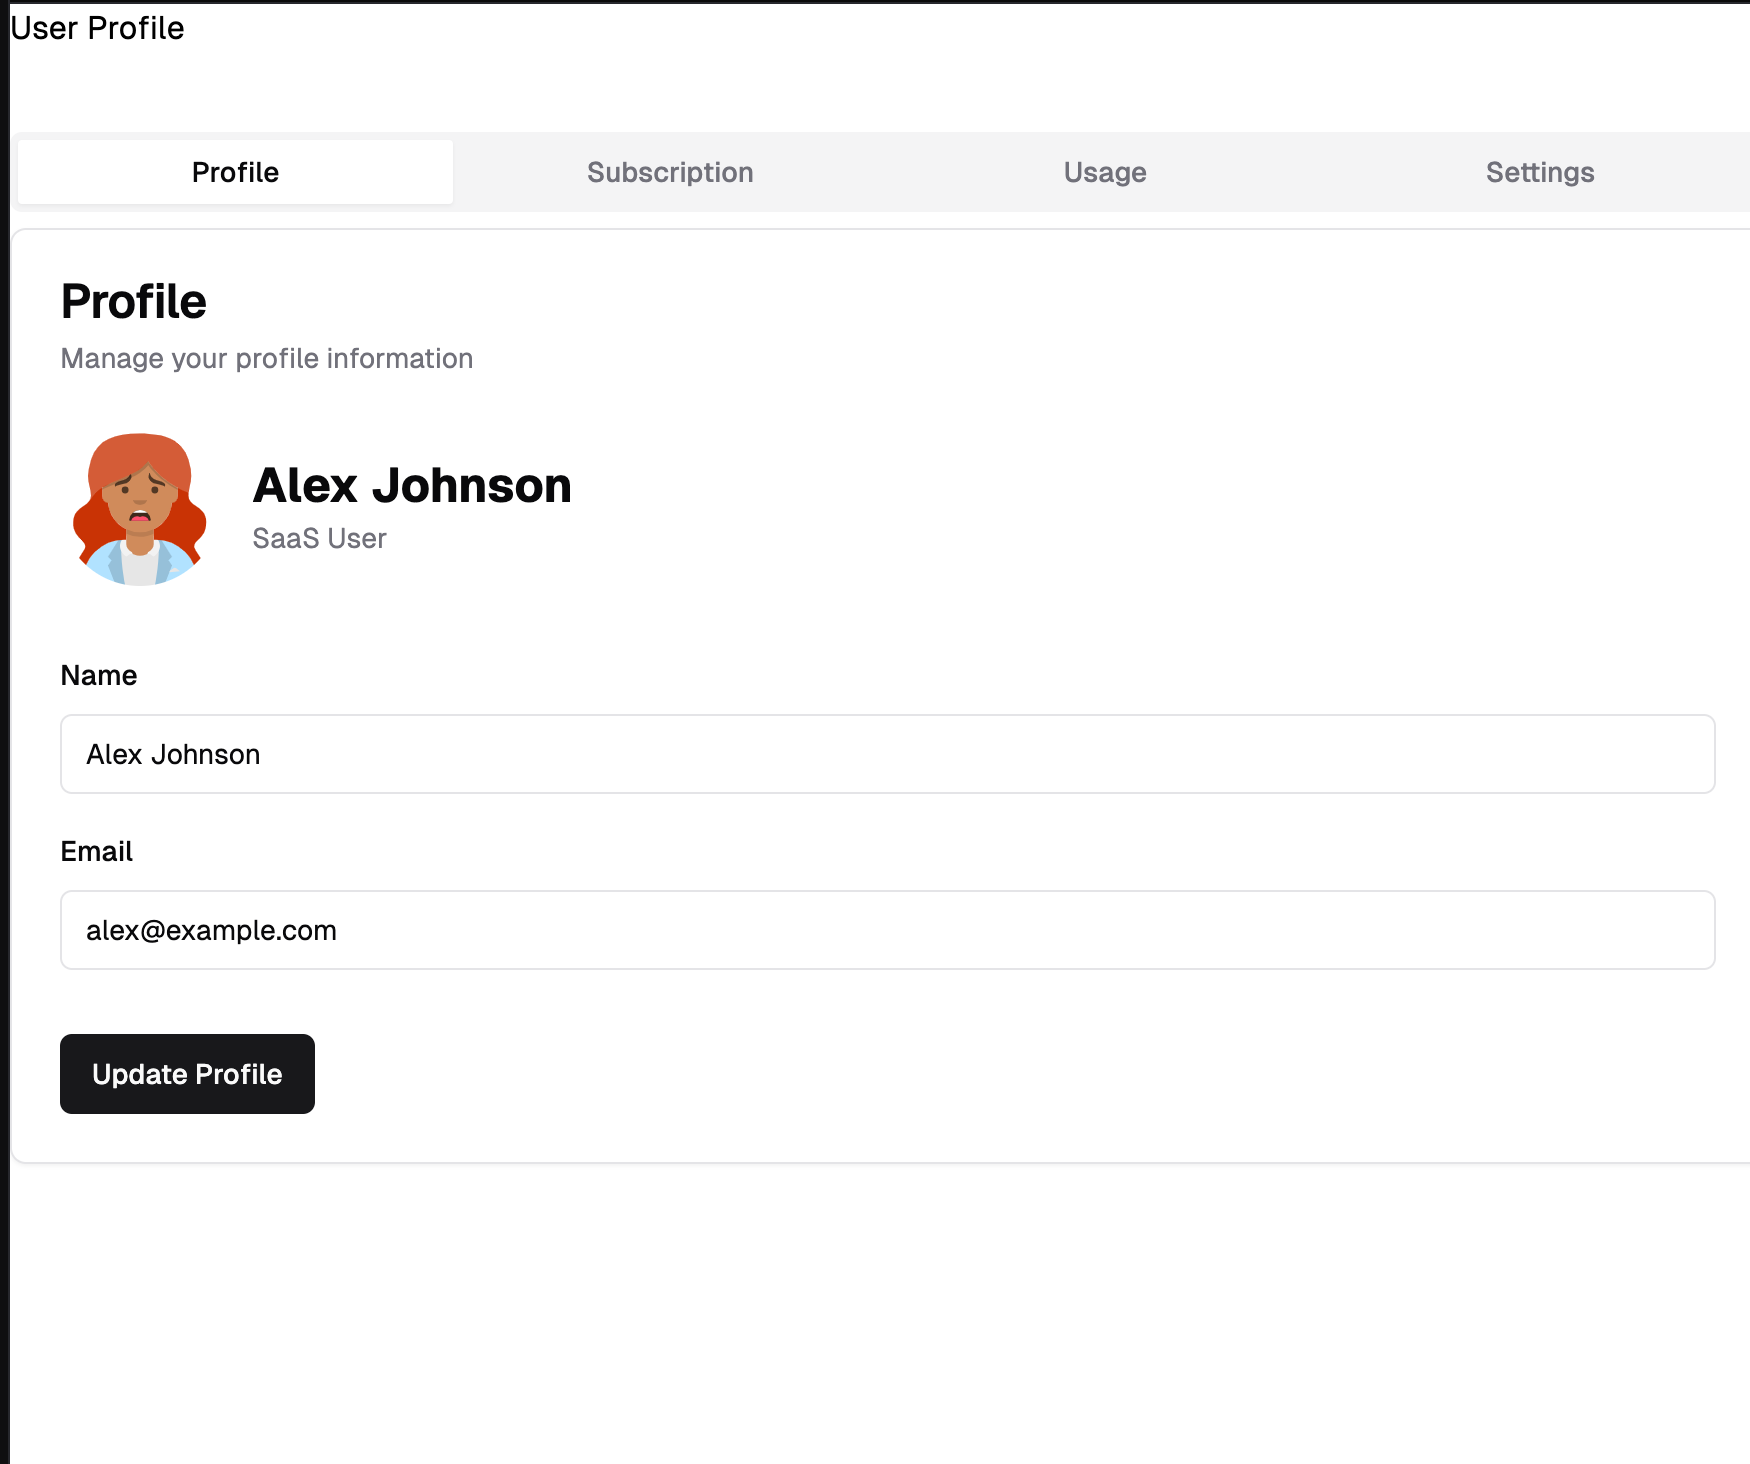 User Profile
Profile
Subscription
Usage
Settings
Profile
Manage your profile information
Alex Johnson
SaaS User
Name
Alex Johnson
Email
alex@example.com
Update Profile